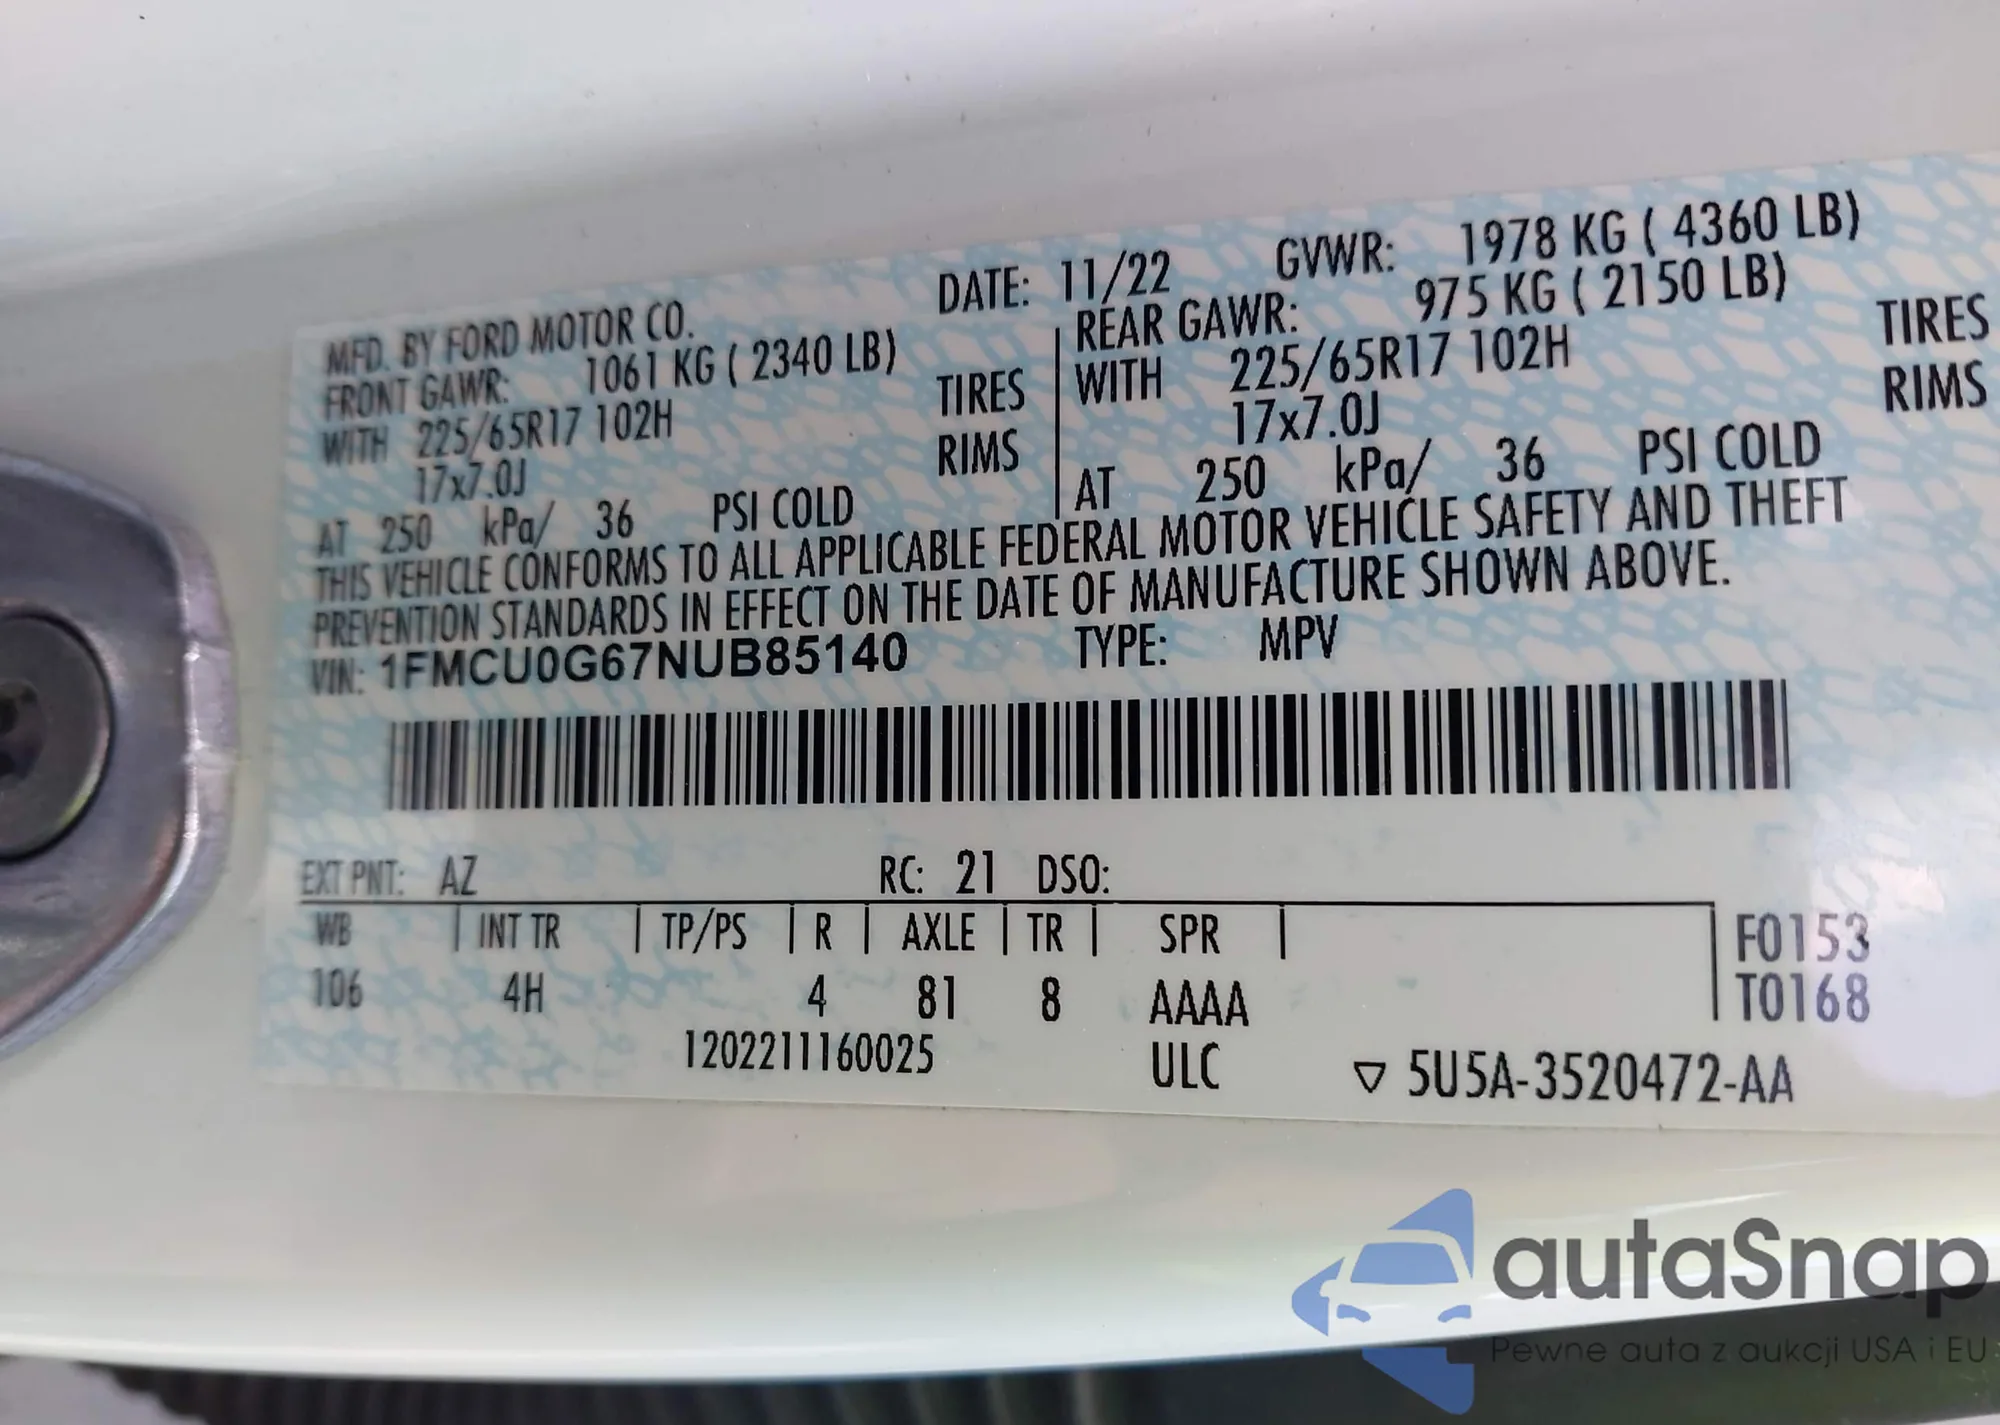 MFD. BY FORD MOTOR CO. DATE: 11/22 GVWR: 1978 KG ( 4360 LB)
FRONT GAWR: 1061 KG ( 2340 LB) REAR GAWR: 975 KG ( 2150 LB)
WITH 225/65R17 102H TIRES WITH 225/65R17 102H TIRES
17x7.0J RIMS 17x7.0J RIMS
AT 250 kPa/ 36 PSI COLD AT 250 kPa/ 36 PSI COLD
THIS VEHICLE CONFORMS TO ALL APPLICABLE FEDERAL MOTOR VEHICLE SAFETY AND THEFT
PREVENTION STANDARDS IN EFFECT ON THE DATE OF MANUFACTURE SHOWN ABOVE.
VIN: 1FMCU0G67NUB85140 TYPE: MPV
EXT PNT: AZ RC: 21 DSO:
WB | INT TR | TP/PS | R | AXLE | TR | SPR | F0153
106 4H 4 81 8 AAAA T0168
1202211160025 ULC ▽ 5U5A-3520472-AA
autaSnap
Pewne auta z aukcji USA i EU